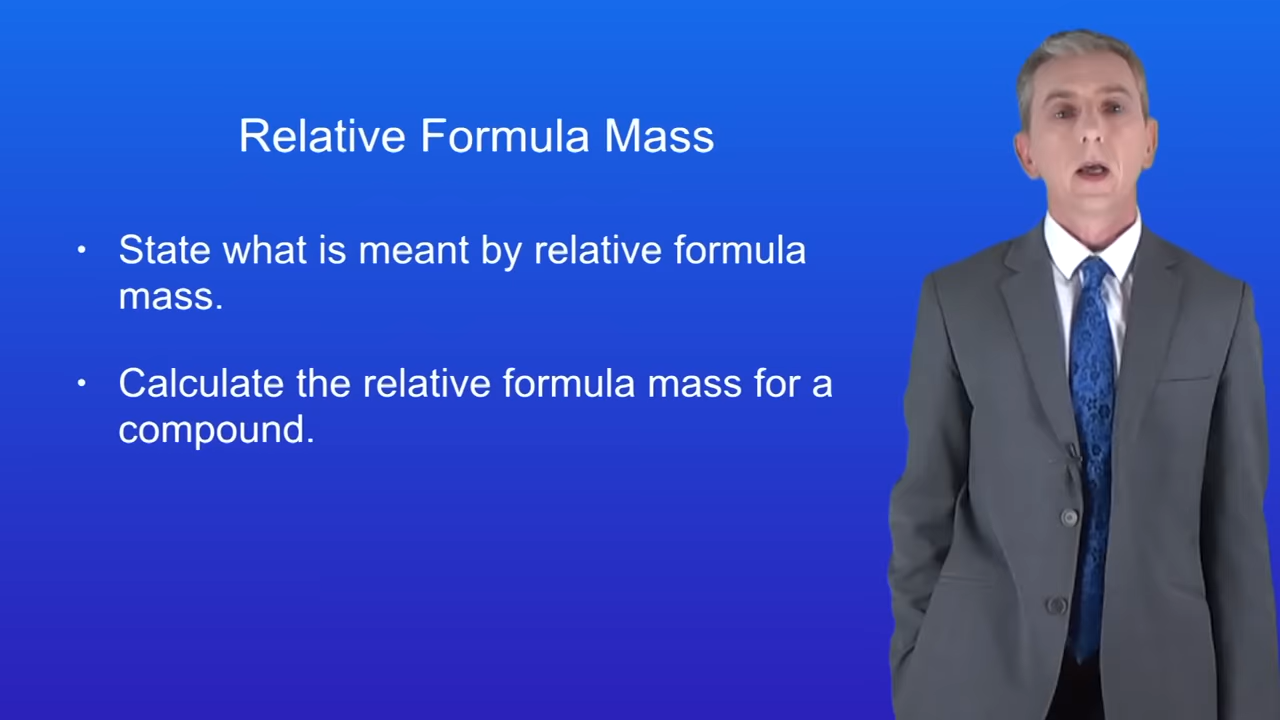 Relative Formula Mass
• State what is meant by relative formula
mass.
• Calculate the relative formula mass for a
compound.